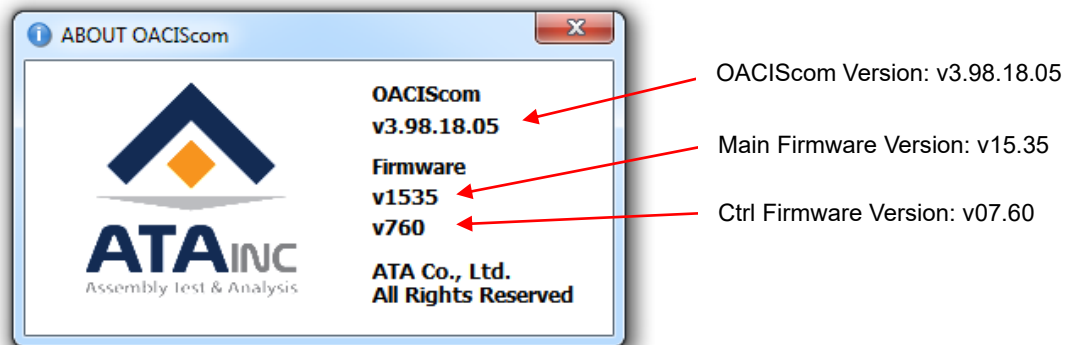 ABOUT OACIScom
OACIScom
v3.98.18.05
Firmware
v1535
v760
ATA Co., Ltd.
All Rights Reserved
ATAINC
Assembly Test & Analysis
OACIScom Version: v3.98.18.05
Main Firmware Version: v15.35
Ctrl Firmware Version: v07.60